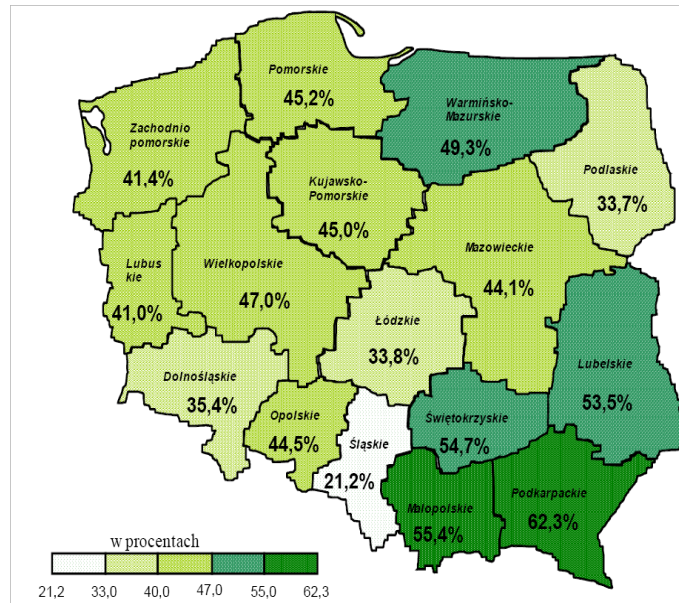 Pomorskie
45,2%
Warmińsko-
Mazurskie
49,3%
Zachodnio
pomorskie
41,4%
Podlaskie
33,7%
Kujawsko-
Pomorskie
45,0%
Mazowieckie
44,1%
Lubus
kie
41,0%
Wielkopolskie
47,0%
Łódzkie
33,8%
Lubelskie
53,5%
Dolnośląskie
35,4%
Opolskie
44,5%
Śląskie
21,2%
Świętokrzyskie
54,7%
Małopolskie
55,4%
Podkarpackie
62,3%
w procentach
21,2 33,0 40,0 47,0 55,0 62,3